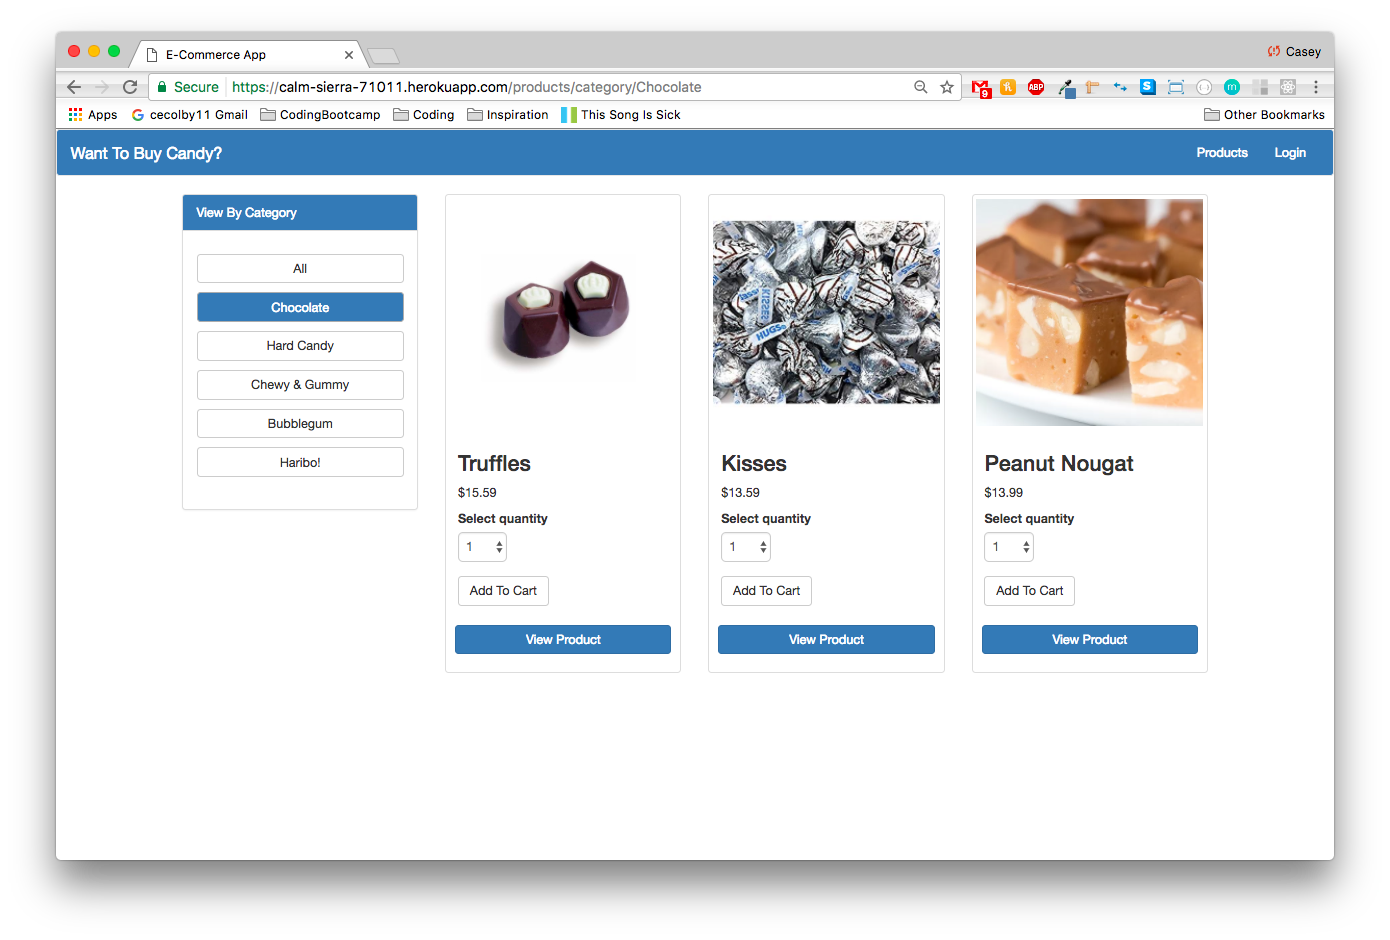 E-Commerce App
Casey
Secure https://calm-sierra-71011.herokuapp.com/products/category/Chocolate
9
ABP
S
m
Apps cecolby11 Gmail CodingBootcamp Coding Inspiration This Song Is Sick Other Bookmarks
Want To Buy Candy? Products Login
View By Category
All
Chocolate
Hard Candy
Chewy & Gummy
Bubblegum
Haribo!
KISSES
HUGS
Truffles
$15.59
Select quantity
1
Add To Cart
View Product
Kisses
$13.59
Select quantity
1
Add To Cart
View Product
Peanut Nougat
$13.99
Select quantity
1
Add To Cart
View Product